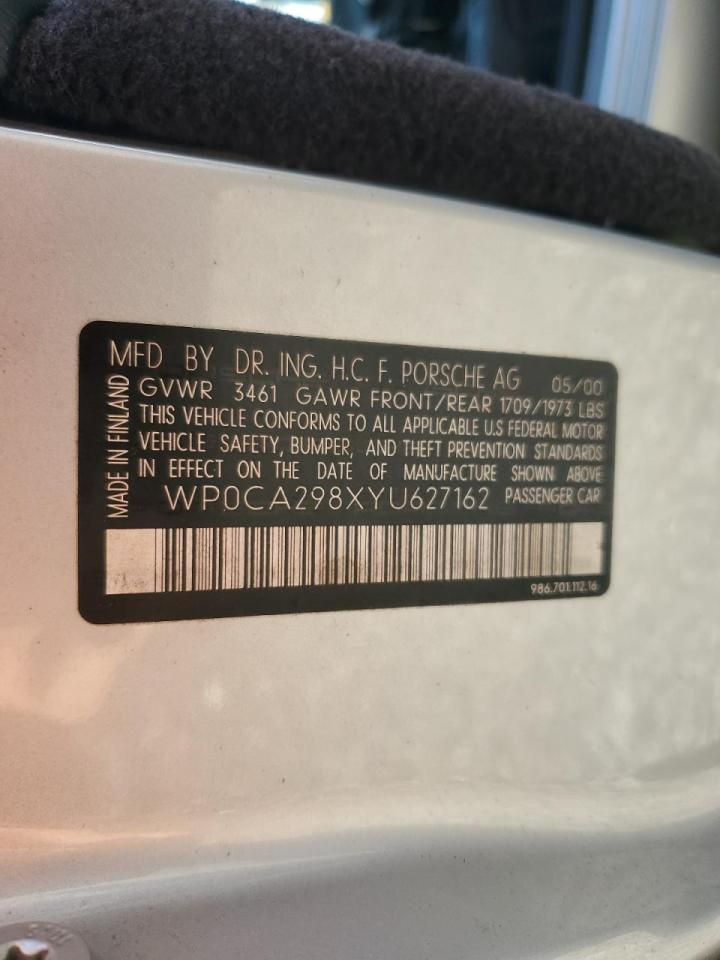 MFD BY DR. ING. H.C. F. PORSCHE AG 05/00
GVWR 3461 GAWR FRONT/REAR 1709/1973 LBS
THIS VEHICLE CONFORMS TO ALL APPLICABLE U.S FEDERAL MOTOR
VEHICLE SAFETY, BUMPER, AND THEFT PREVENTION STANDARDS
IN EFFECT ON THE DATE OF MANUFACTURE SHOWN ABOVE
WP0CA298XYU627162 PASSENGER CAR
MADE IN FINLAND
986.701.112.16